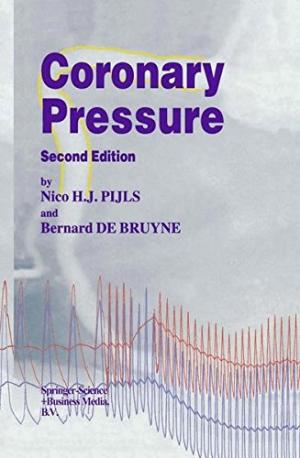 Coronary
Pressure
Second Edition
by
Nico H.J. PIJLS
and
Bernard DE BRUYNE
Springer-Science
+Business Media,
B.V.